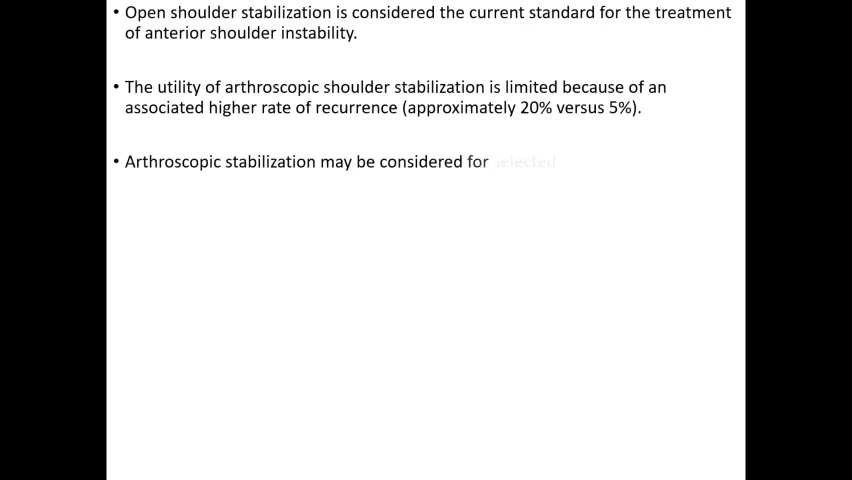 • Open shoulder stabilization is considered the current standard for the treatment
of anterior shoulder instability.
• The utility of arthroscopic shoulder stabilization is limited because of an
associated higher rate of recurrence (approximately 20% versus 5%).
• Arthroscopic stabilization may be considered for selected